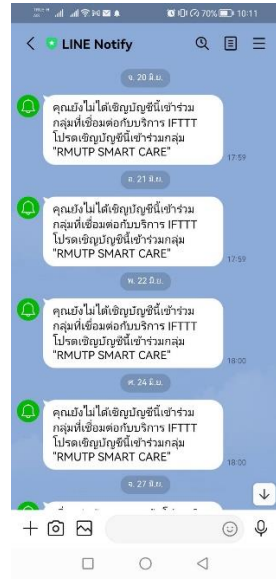 70% 10:11
LINE Notify
จ. 20 มิ.ย.
คุณยังไม่ได้เชิญบัญชีนี้เข้าร่วม
กลุ่มที่เชื่อมต่อกับบริการ IFTTT
โปรดเชิญบัญชีนี้เข้าร่วมกลุ่ม
"RMUTP SMART CARE"
17:59
อ. 21 มิ.ย.
คุณยังไม่ได้เชิญบัญชีนี้เข้าร่วม
กลุ่มที่เชื่อมต่อกับบริการ IFTTT
โปรดเชิญบัญชีนี้เข้าร่วมกลุ่ม
"RMUTP SMART CARE"
17:59
พ. 22 มิ.ย.
คุณยังไม่ได้เชิญบัญชีนี้เข้าร่วม
กลุ่มที่เชื่อมต่อกับบริการ IFTTT
โปรดเชิญบัญชีนี้เข้าร่วมกลุ่ม
"RMUTP SMART CARE"
18:00
ศ. 24 มิ.ย.
คุณยังไม่ได้เชิญบัญชีนี้เข้าร่วม
กลุ่มที่เชื่อมต่อกับบริการ IFTTT
โปรดเชิญบัญชีนี้เข้าร่วมกลุ่ม
"RMUTP SMART CARE"
18:00
จ. 27 มิ.ย.